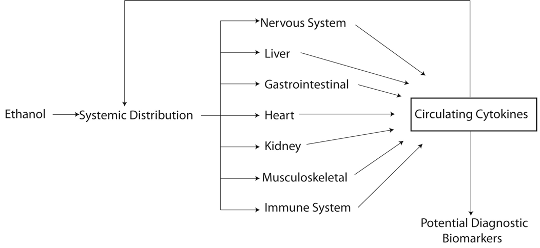 Nervous System
Liver
Gastrointestinal
Ethanol
Systemic Distribution
Heart
Circulating Cytokines
Kidney
Musculoskeletal
Immune System
Potential Diagnostic
Biomarkers